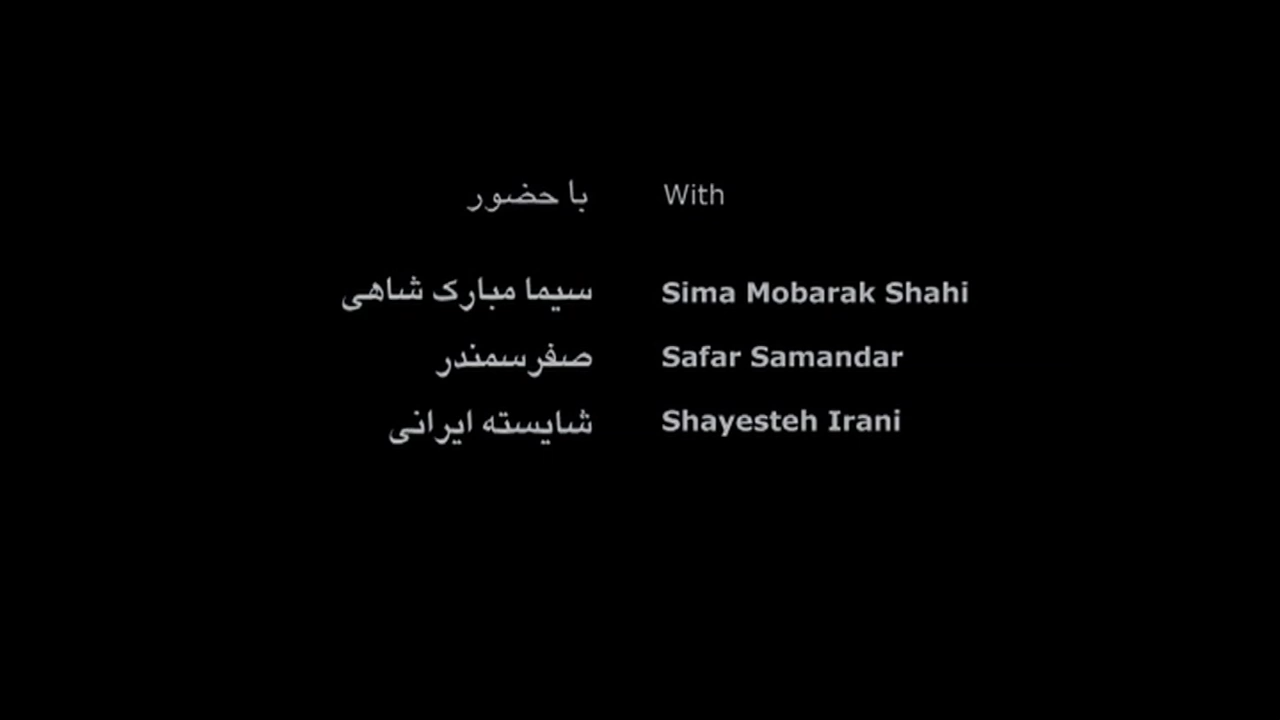 با حضور With
سیما مبارک شاهی Sima Mobarak Shahi
صفر سمندر Safar Samandar
شایسته ایرانی Shayesteh Irani